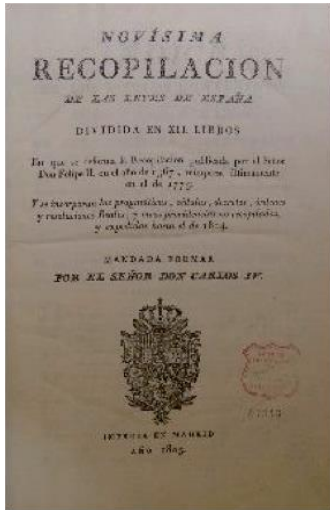 NOVÍSIMA
RECOPILACION
DE LAS LEYES DE ESPAÑA
DIVIDIDA EN XII. LIBROS
En que se reforma la Recopilacion publicada por el Señor
Don Felipe II. en el año de 1567, reimpresa últimamente
en el de 1775:
Y se incorporan las pragmáticas, cédulas, decretos, órdenes
y resoluciones Reales, y otras providencias no recopiladas,
y expedidas hasta el de 1804.
MANDADA FORMAR
POR EL SEÑOR DON CARLOS IV.
IMPRESA EN MADRID
AÑO 1805.